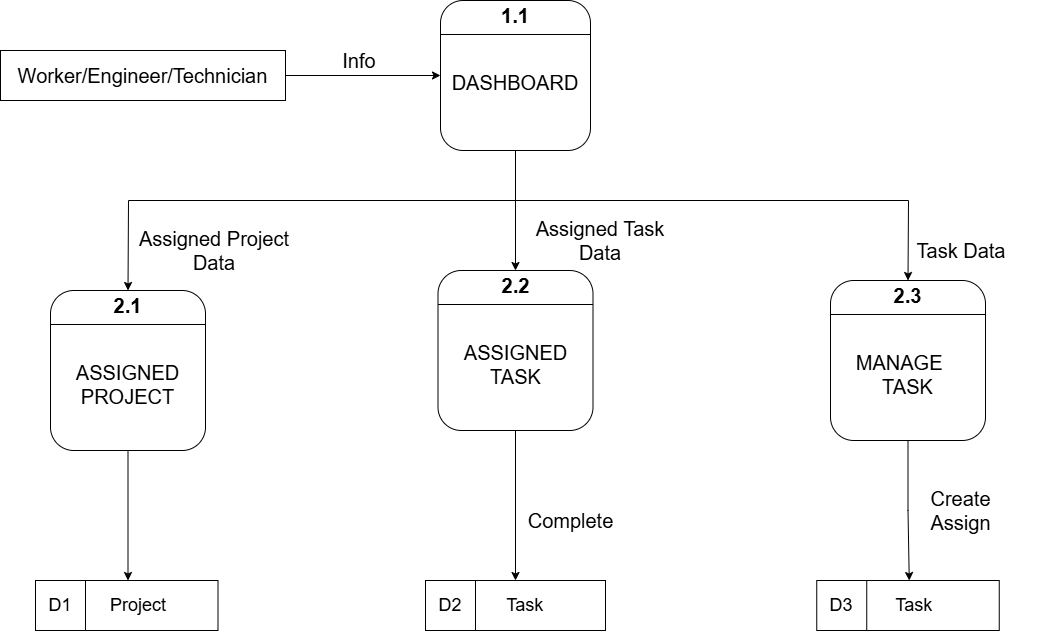 1.1
Worker/Engineer/Technician
Info
DASHBOARD
Assigned Project
Data
Assigned Task
Data
Task Data
2.1
ASSIGNED
PROJECT
2.2
ASSIGNED
TASK
2.3
MANAGE
TASK
Complete
Create
Assign
D1
Project
D2
Task
D3
Task